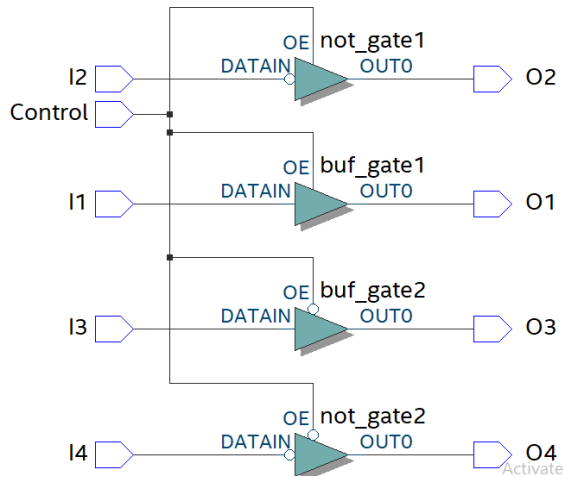 OE not_gate1
I2 DATAIN OUT0 O2
Control
OE buf_gate1
I1 DATAIN OUT0 O1
OE buf_gate2
I3 DATAIN OUT0 O3
OE not_gate2
I4 DATAIN OUT0 O4
Activate